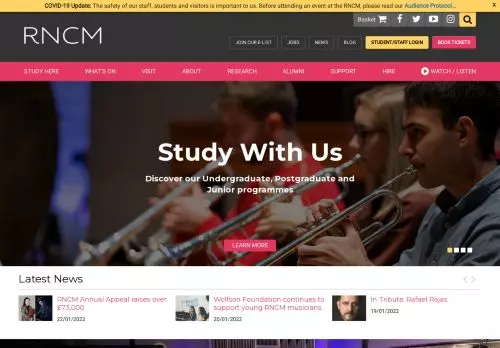 COVID-19 Update: The safety of our staff, students and visitors is important to us. Before attending an event at the RNCM, please read our Audience Protocol... x
Basket
RNCM
JOIN OUR E-LIST JOBS NEWS BLOG STUDENT/STAFF LOGIN BOOK TICKETS
STUDY HERE WHAT'S ON VISIT ABOUT RESEARCH ALUMNI SUPPORT HIRE WATCH / LISTEN
Study With Us
Discover our Undergraduate, Postgraduate and
Junior programmes
LEARN MORE
Latest News
RNCM Annual Appeal raises over
£73,000
22/01/2022
Wolfson Foundation continues to
support young RNCM musicians
20/01/2022
In Tribute, Rafael Rojas
19/01/2022